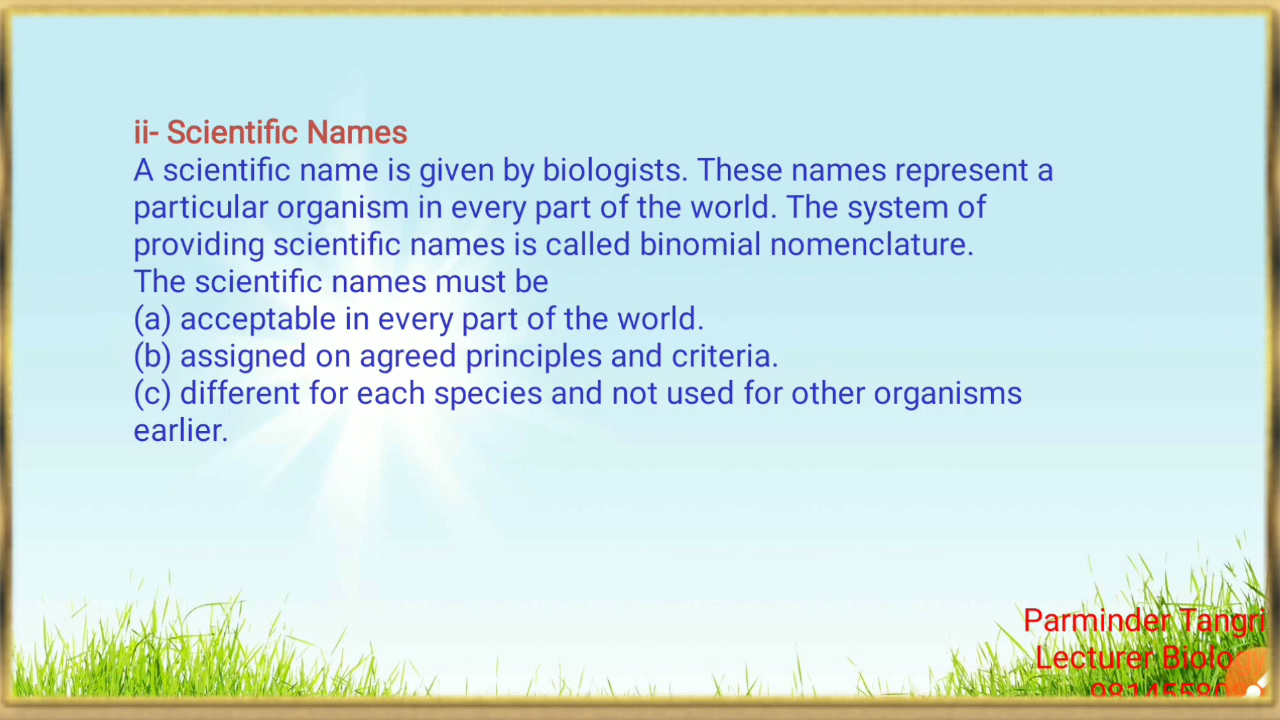 ii- Scientific Names
A scientific name is given by biologists. These names represent a
particular organism in every part of the world. The system of
providing scientific names is called binomial nomenclature.
The scientific names must be
(a) acceptable in every part of the world.
(b) assigned on agreed principles and criteria.
(c) different for each species and not used for other organisms
earlier.
Parminder Tangri
Lecturer